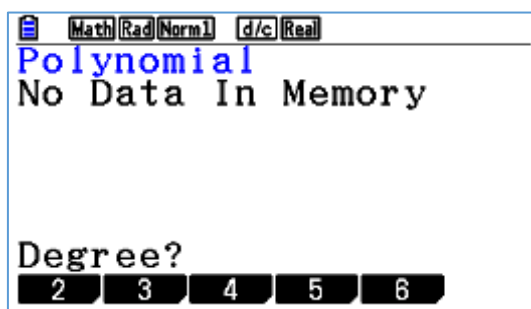 Math Rad Norm1 d/c Real
Polynomial
No Data In Memory
Degree?
2 3 4 5 6